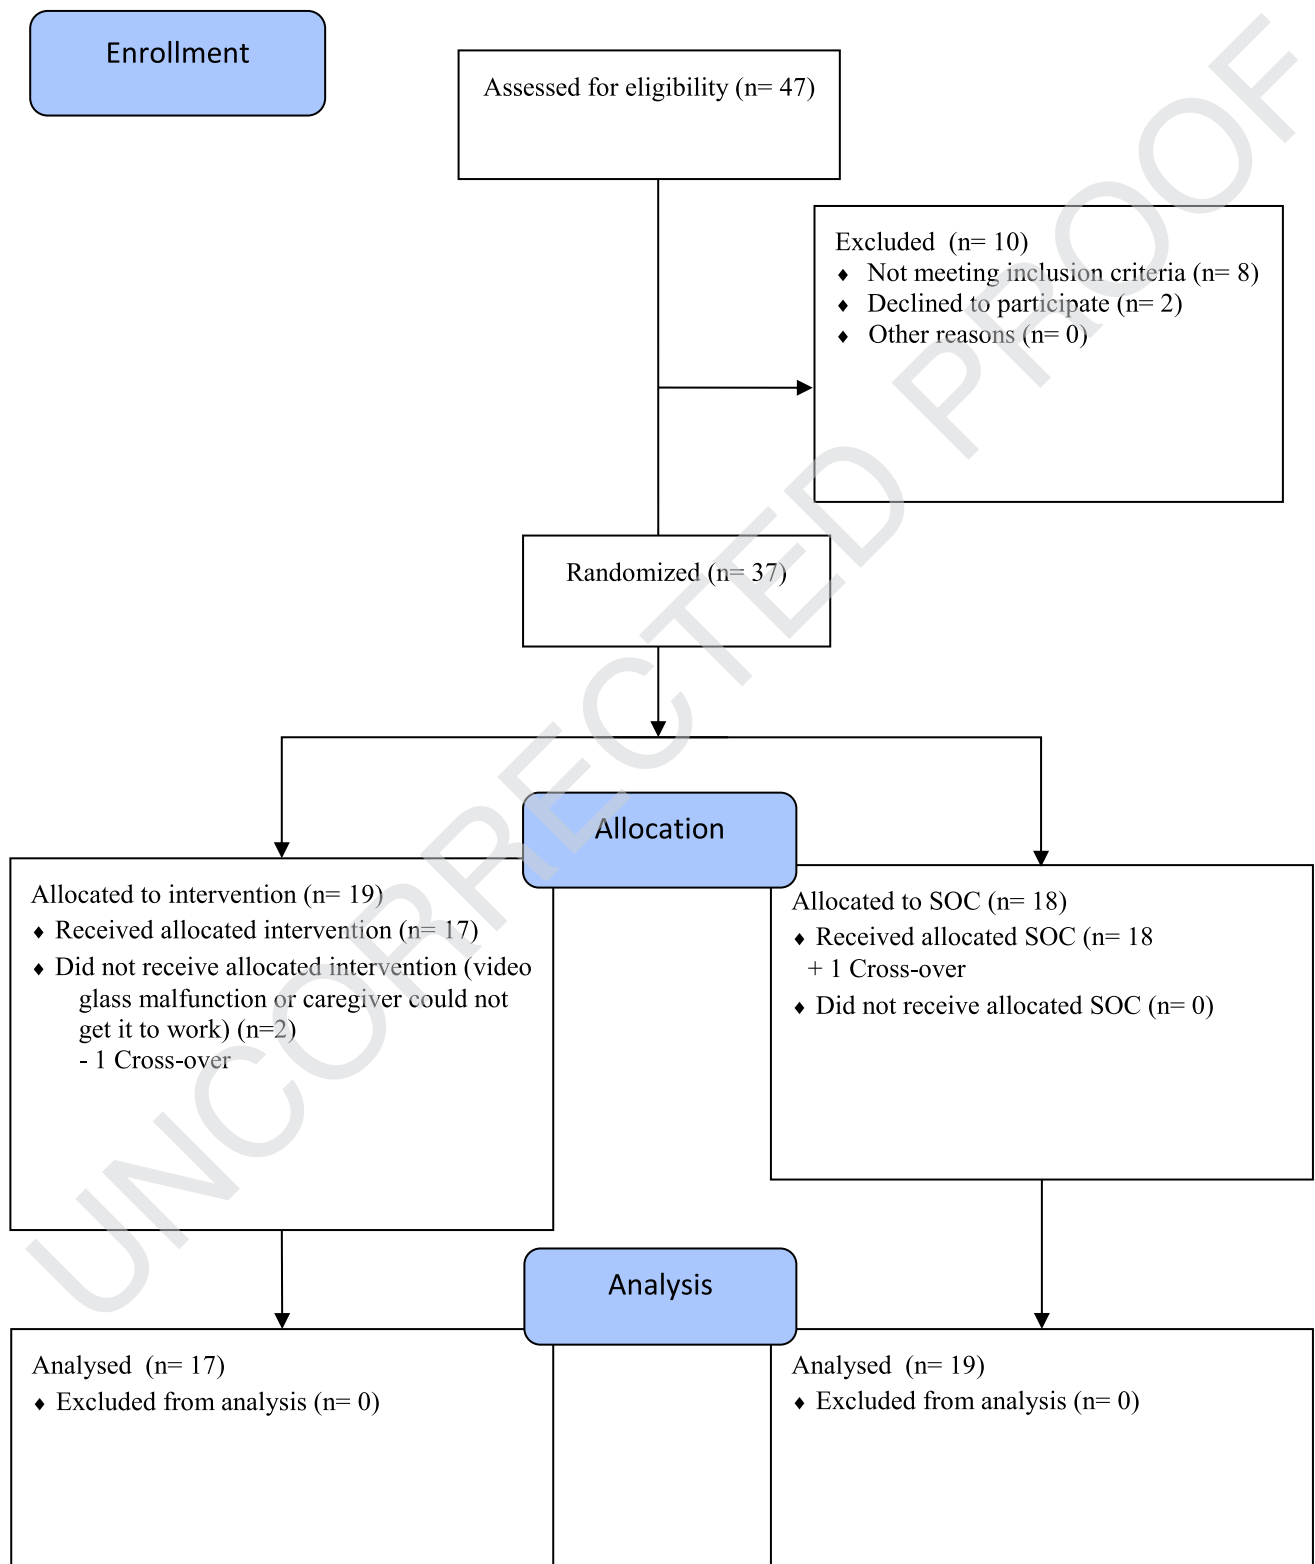 Enrollment
Assessed for eligibility (n= 47)
Excluded  (n= 10)
♦ Not meeting inclusion criteria (n= 8)
♦ Declined to participate (n= 2)
♦ Other reasons (n= 0)
Randomized (n= 37)
Allocation
Allocated to intervention (n= 19)
♦ Received allocated intervention (n= 17)
♦ Did not receive allocated intervention (video
glass malfunction or caregiver could not
get it to work) (n=2)
- 1 Cross-over
Allocated to SOC (n= 18)
♦ Received allocated SOC (n= 18
+ 1 Cross-over
♦ Did not receive allocated SOC (n= 0)
Analysis
Analysed  (n= 17)
♦ Excluded from analysis (n= 0)
Analysed  (n= 19)
♦ Excluded from analysis (n= 0)
UNCORRECTED PROOF